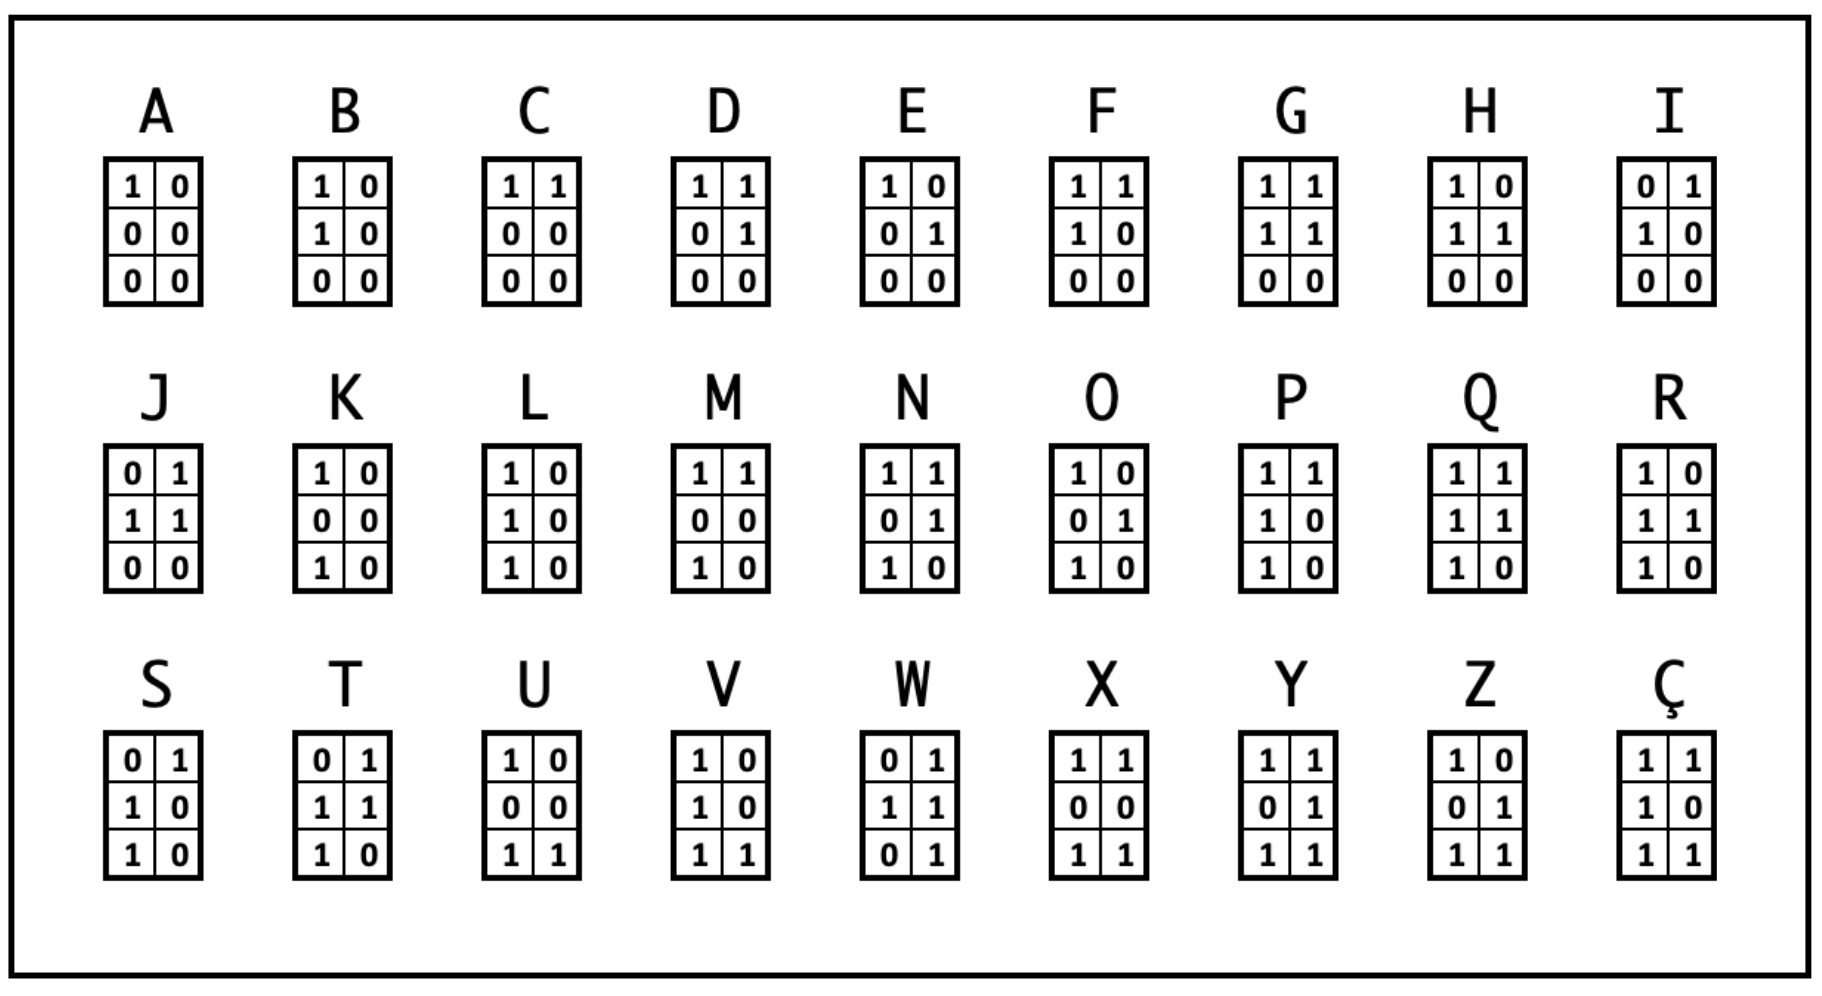 A B C D E F G H I
1 0 1 0 1 1 1 1 1 0 1 1 1 1 1 0 0 1
0 0 1 0 0 0 0 1 0 1 1 0 1 1 1 1 1 0
0 0 0 0 0 0 0 0 0 0 0 0 0 0 0 0 0 0
J K L M N O P Q R
0 1 1 0 1 0 1 1 1 1 1 0 1 1 1 1 1 0
1 1 0 0 1 0 0 0 0 1 0 1 1 0 1 1 1 1
0 0 1 0 1 0 1 0 1 0 1 0 1 0 1 0 1 0
S T U V W X Y Z Ç
0 1 0 1 1 0 1 0 0 1 1 1 1 1 1 0 1 1
1 0 1 1 0 0 1 0 1 1 0 0 0 1 0 1 1 0
1 0 1 0 1 1 1 1 0 1 1 1 1 1 1 1 1 1